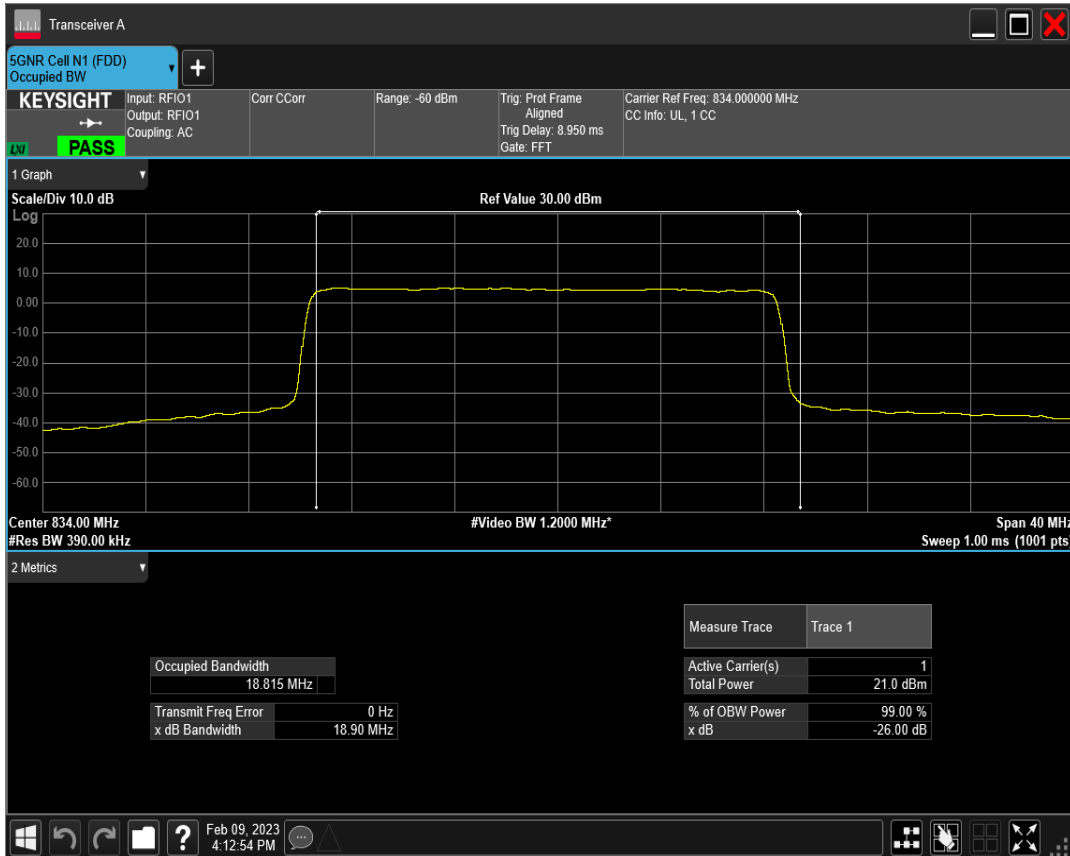 Transceiver A
5GNR Cell N1 (FDD)
Occupied BW
+
KEYSIGHT
LXI
PASS
Input: RFIO1
Output: RFIO1
Coupling: AC
Corr CCorr
Range: -60 dBm
Trig: Prot Frame
Aligned
Trig Delay: 8.950 ms
Gate: FFT
Carrier Ref Freq: 834.000000 MHz
CC Info: UL, 1 CC
1 Graph
Scale/Div 10.0 dB
Ref Value 30.00 dBm
Log
20.0
10.0
0.00
-10.0
-20.0
-30.0
-40.0
-50.0
-60.0
Center 834.00 MHz
#Video BW 1.2000 MHz*
Span 40 MHz
#Res BW 390.00 kHz
Sweep 1.00 ms (1001 pts)
2 Metrics
Measure Trace Trace 1
Occupied Bandwidth
18.815 MHz
Active Carrier(s) 1
Total Power 21.0 dBm
Transmit Freq Error 0 Hz
x dB Bandwidth 18.90 MHz
% of OBW Power 99.00 %
x dB -26.00 dB
?
Feb 09, 2023
4:12:54 PM